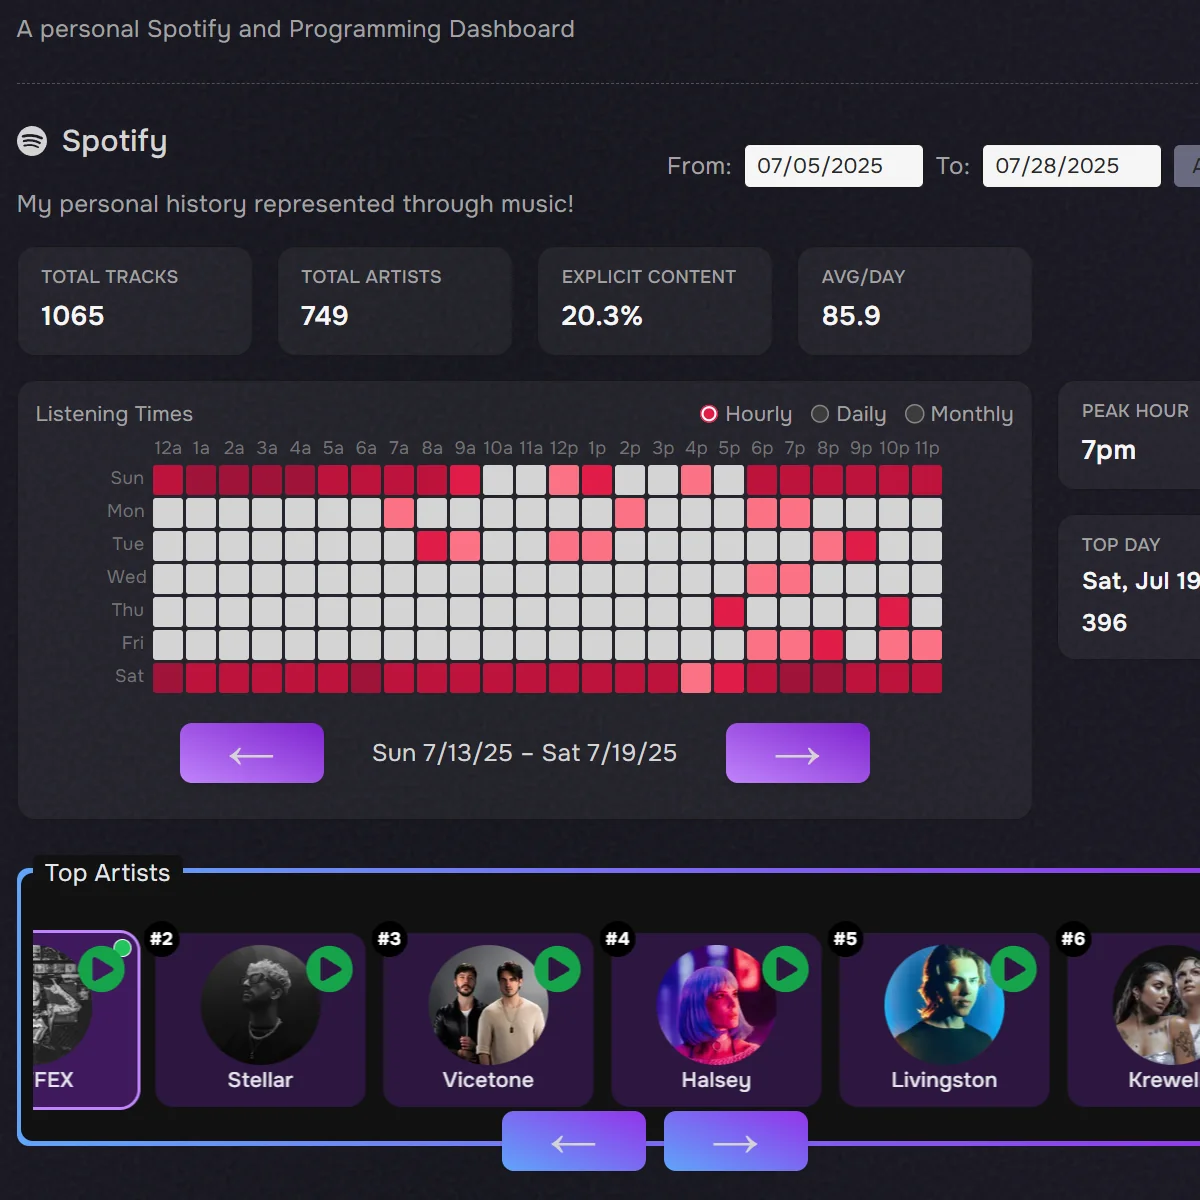 A personal Spotify and Programming Dashboard
Spotify
From: 07/05/2025 To: 07/28/2025
My personal history represented through music!
TOTAL TRACKS
1065
TOTAL ARTISTS
749
EXPLICIT CONTENT
20.3%
AVG/DAY
85.9
Listening Times
Hourly Daily Monthly
12a 1a 2a 3a 4a 5a 6a 7a 8a 9a 10a 11a 12p 1p 2p 3p 4p 5p 6p 7p 8p 9p 10p 11p
Sun
Mon
Tue
Wed
Thu
Fri
Sat
Sun 7/13/25 – Sat 7/19/25
PEAK HOUR
7pm
TOP DAY
Sat, Jul 19
396
Top Artists
FEX
#2
Stellar
#3
Vicetone
#4
Halsey
#5
Livingston
#6
Krewel